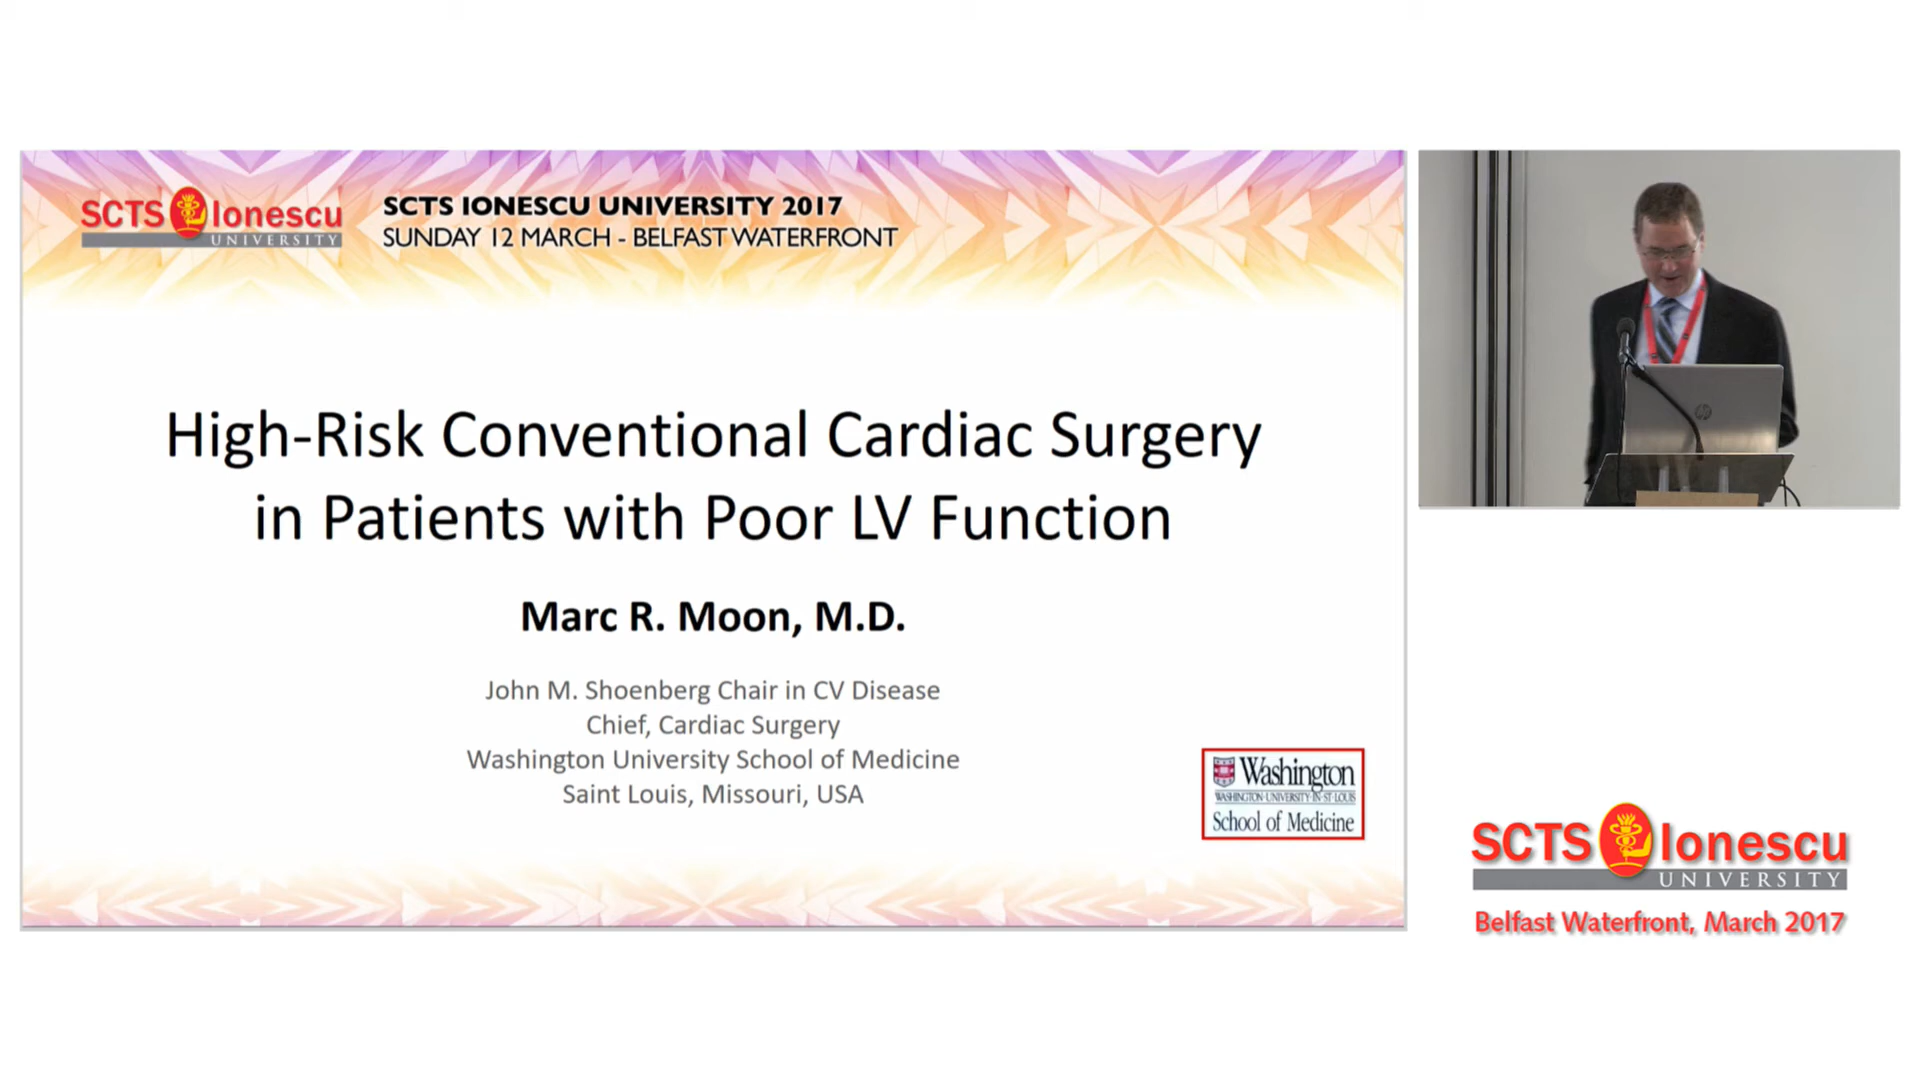 SCTS Ionescu
UNIVERSITY
SCTS IONESCU UNIVERSITY 2017
SUNDAY 12 MARCH - BELFAST WATERFRONT
High-Risk Conventional Cardiac Surgery
in Patients with Poor LV Function
Marc R. Moon, M.D.
John M. Shoenberg Chair in CV Disease
Chief, Cardiac Surgery
Washington University School of Medicine
Saint Louis, Missouri, USA
Washington
WASHINGTON·UNIVERSITY·IN·ST·LOUIS
School of Medicine
hp
SCTS Ionescu
UNIVERSITY
Belfast Waterfront, March 2017